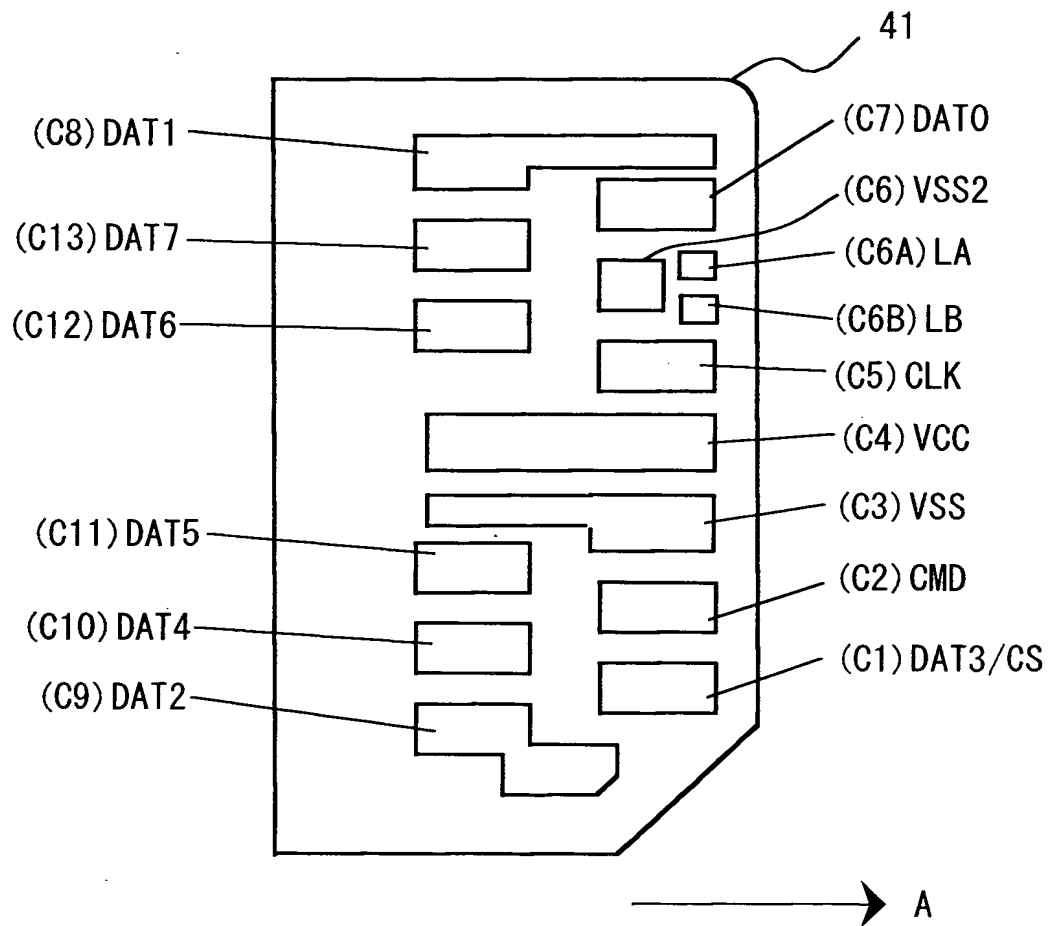 41
(C8) DAT1
(C7) DAT0
(C6) VSS2
(C13) DAT7
(C6A) LA
(C12) DAT6
(C6B) LB
(C5) CLK
(C4) VCC
(C3) VSS
(C11) DAT5
(C2) CMD
(C10) DAT4
(C1) DAT3/CS
(C9) DAT2
A